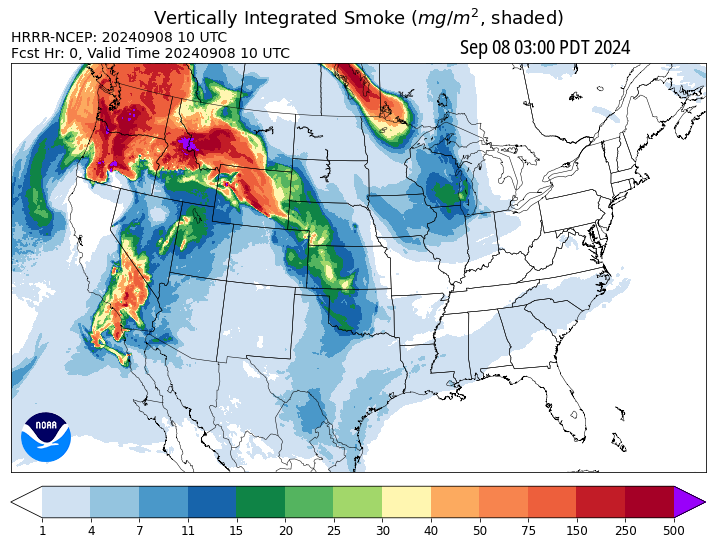 Vertically Integrated Smoke (mg/m², shaded)
HRRR-NCEP: 20240908 10 UTC
Fcst Hr: 0, Valid Time 20240908 10 UTC
Sep 08 03:00 PDT 2024
NOAA
1 4 7 11 15 20 25 30 40 50 75 150 250 500